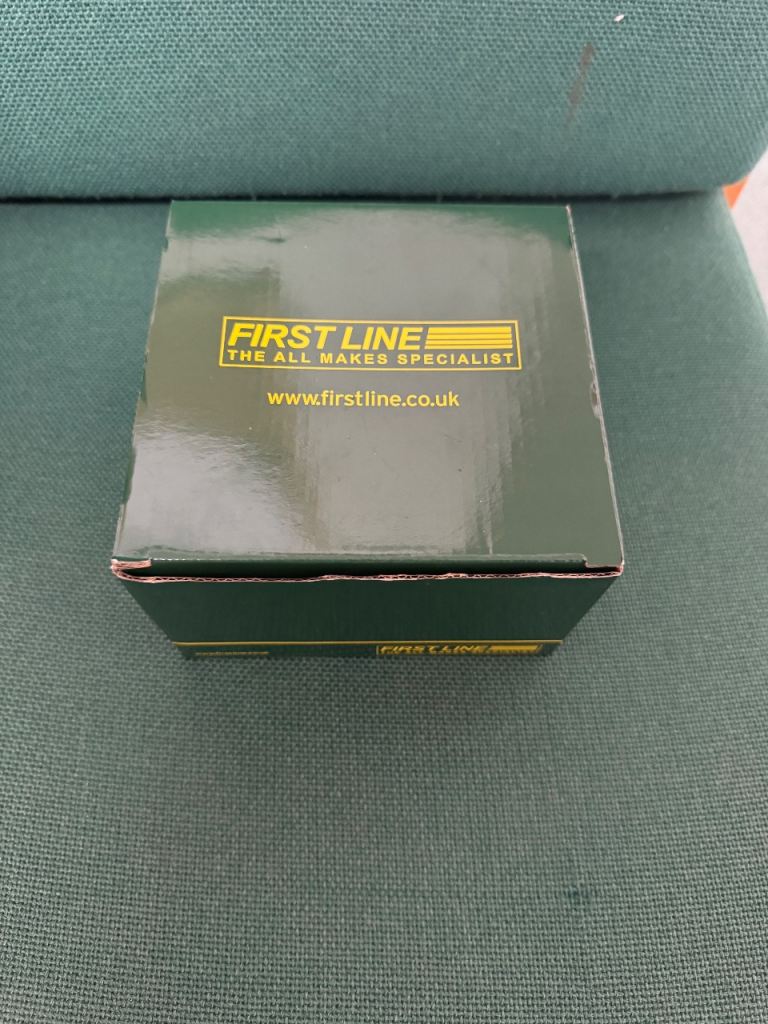 FIRST LINE
THE ALL MAKES SPECIALIST
www.firstline.co.uk
FIRST LINE